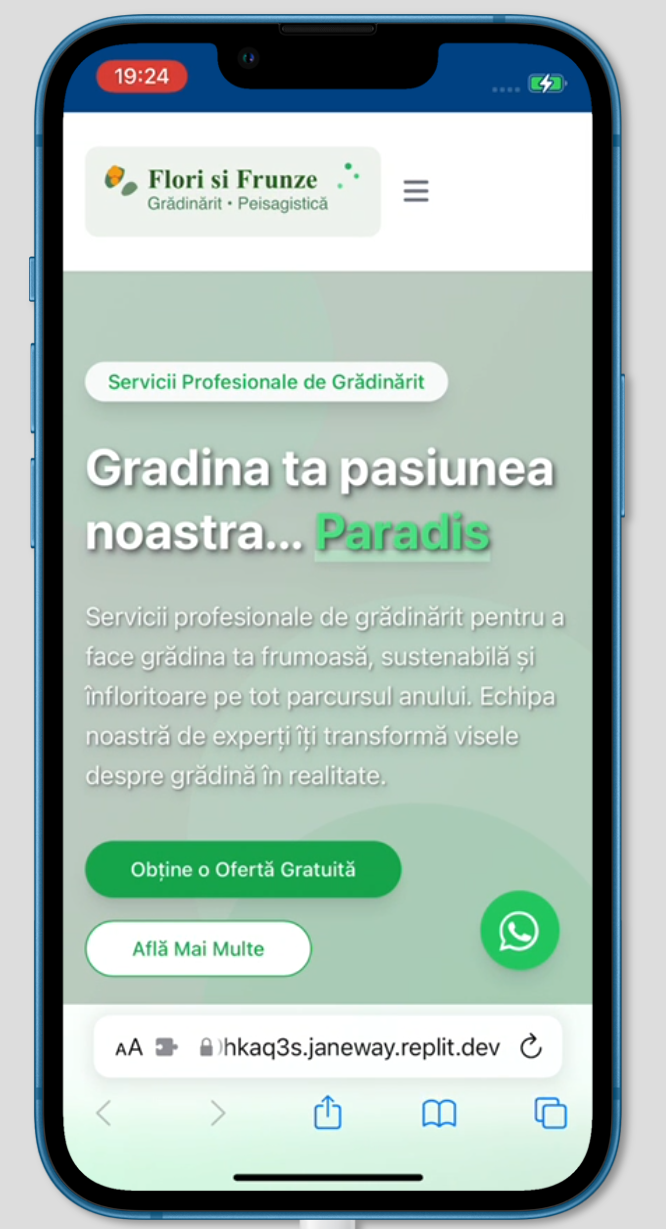 19:24
Flori si Frunze
Grădinărit • Peisagistică
Servicii Profesionale de Grădinărit
Gradina ta pasiunea
noastra... Paradis
Servicii profesionale de grădinărit pentru a
face grădina ta frumoasă, sustenabilă și
înfloritoare pe tot parcursul anului. Echipa
noastră de experți îți transformă visele
despre grădină în realitate.
Obține o Ofertă Gratuită
Află Mai Multe
AA hkaq3s.janeway.replit.dev